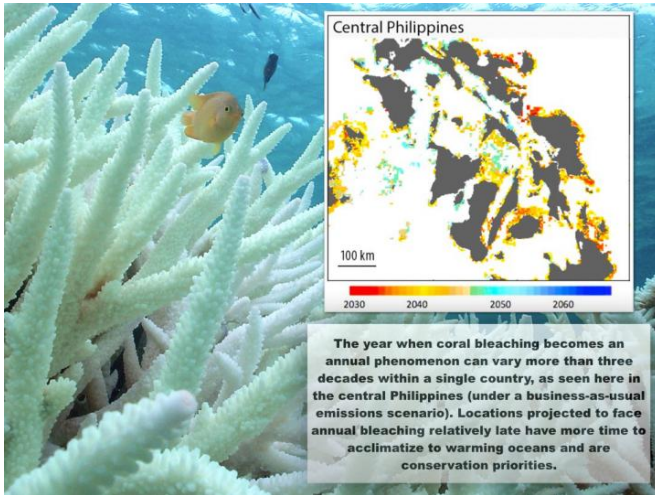 Central Philippines
100 km
2030 2040 2050 2060
The year when coral bleaching becomes an
annual phenomenon can vary more than three
decades within a single country, as seen here in
the central Philippines (under a business-as-usual
emissions scenario). Locations projected to face
annual bleaching relatively late have more time to
acclimatize to warming oceans and are
conservation priorities.